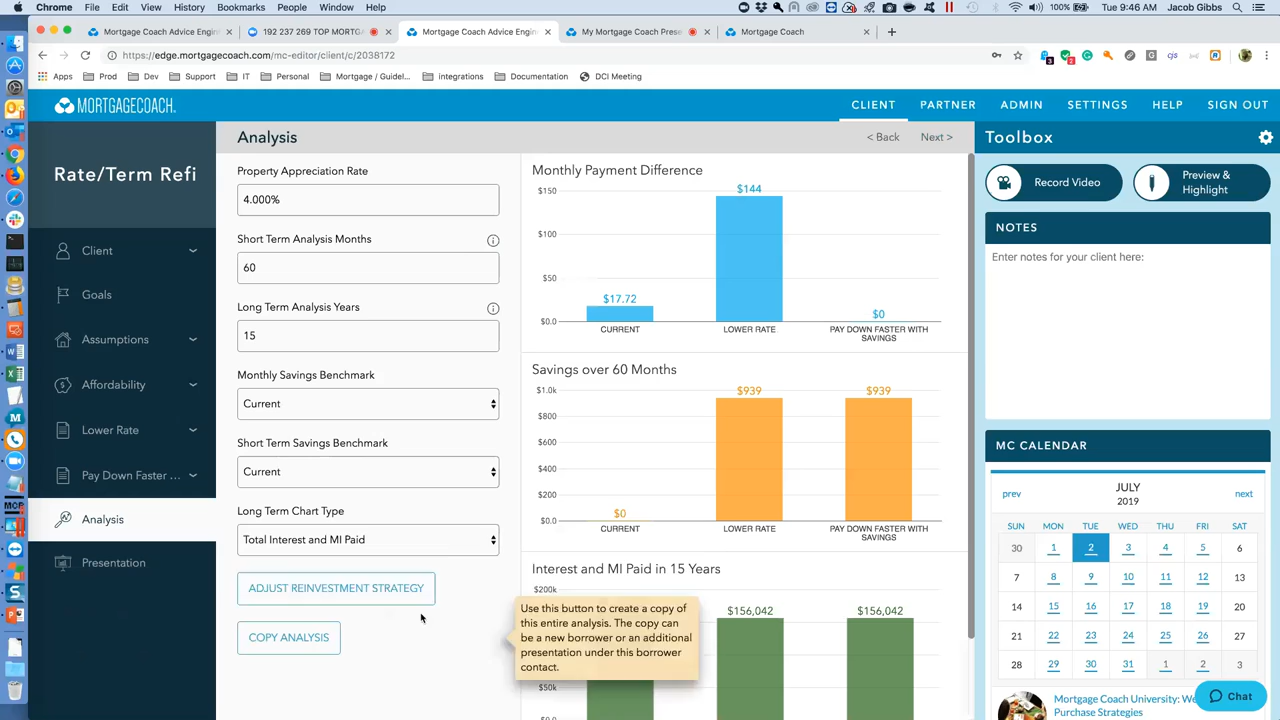 Chrome File Edit View History Bookmarks People Window Help 100% Tue 9:46 AM Jacob Gibbs
Mortgage Coach Advice Engin
192 237 269 TOP MORTG
Mortgage Coach Advice Engin
My Mortgage Coach Prese
Mortgage Coach
https://edge.mortgagecoach.com/mc-editor/client/c/2038172
Apps Prod Dev Support IT Personal Mortgage / Guidel... integrations Documentation DCI Meeting
MORTGAGECOACH
CLIENT PARTNER ADMIN SETTINGS HELP SIGN OUT
Rate/Term Refi
Client
Goals
Assumptions
Affordability
Lower Rate
Pay Down Faster ...
Analysis
Presentation
Analysis
< Back Next >
Property Appreciation Rate
4.000%
Short Term Analysis Months
60
Long Term Analysis Years
15
Monthly Savings Benchmark
Current
Short Term Savings Benchmark
Current
Long Term Chart Type
Total Interest and MI Paid
ADJUST REINVESTMENT STRATEGY
COPY ANALYSIS
Use this button to create a copy of
this entire analysis. The copy can
be a new borrower or an additional
presentation under this borrower
contact.
Monthly Payment Difference
$150
$100
$50
$0.0
$17.72
$144
$0
CURRENT
LOWER RATE
PAY DOWN FASTER WITH
SAVINGS
Savings over 60 Months
$1.0k
$800
$600
$400
$200
$0.0
$0
$939
$939
CURRENT
LOWER RATE
PAY DOWN FASTER WITH
SAVINGS
Interest and MI Paid in 15 Years
$200k
$156,042
$156,042
$50k
$0.0
Toolbox
Record Video
Preview &
Highlight
NOTES
Enter notes for your client here:
MC CALENDAR
prev
JULY
2019
next
SUN MON TUE WED THU FRI SAT
30 1 2 3 4 5 6
7 8 9 10 11 12 13
14 15 16 17 18 19 20
21 22 23 24 25 26 27
28 29 30 31 1 2 3
Mortgage Coach University: We
Purchase Strategies
Chat